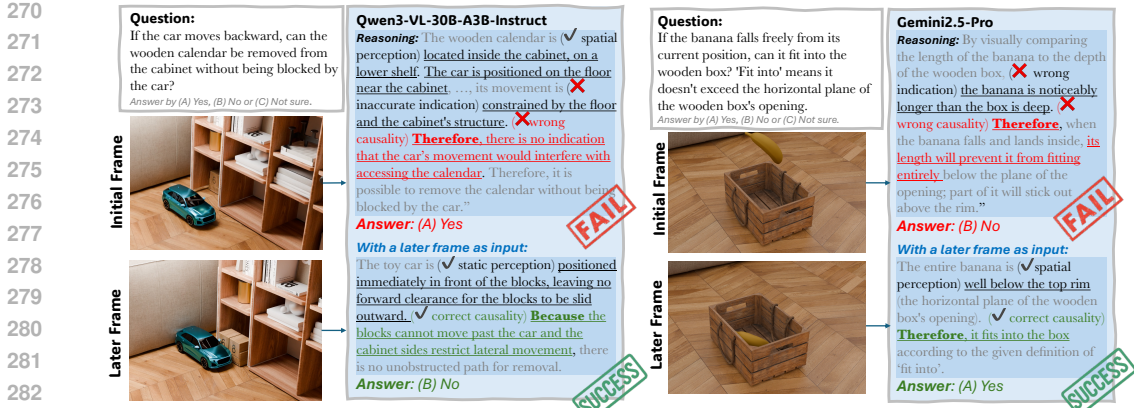 270
271
272
273
274
275
276
277
278
279
280
281
282
Question:
If the car moves backward, can the
wooden calendar be removed from
the cabinet without being blocked by
the car?
Answer by (A) Yes, (B) No or (C) Not sure.
Initial Frame
Later Frame
Qwen3-VL-30B-A3B-Instruct
Reasoning: The wooden calendar is (✓ spatial
perception) located inside the cabinet, on a
lower shelf. The car is positioned on the floor
near the cabinet, …, its movement is (❌
inaccurate indication) constrained by the floor
and the cabinet's structure. (❌wrong
causality) Therefore, there is no indication
that the car's movement would interfere with
accessing the calendar. Therefore, it is
possible to remove the calendar without being
blocked by the car.”
Answer: (A) Yes
FAIL
With a later frame as input:
The toy car is (✓ static perception) positioned
immediately in front of the blocks, leaving no
forward clearance for the blocks to be slid
outward. (✓ correct causality) Because the
blocks cannot move past the car and the
cabinet sides restrict lateral movement, there
is no unobstructed path for removal.
Answer: (B) No
SUCCESS
Question:
If the banana falls freely from its
current position, can it fit into the
wooden box? 'Fit into' means it
doesn't exceed the horizontal plane of
the wooden box's opening.
Answer by (A) Yes, (B) No or (C) Not sure.
Initial Frame
Later Frame
Gemini2.5-Pro
Reasoning: By visually comparing
the length of the banana to the depth
of the wooden box, (❌ wrong
indication) the banana is noticeably
longer than the box is deep. (❌
wrong causality) Therefore, when
the banana falls and lands inside, its
length will prevent it from fitting
entirely below the plane of the
opening; part of it will stick out
above the rim.”
Answer: (B) No
FAIL
With a later frame as input:
The entire banana is (✓spatial
perception) well below the top rim
(the horizontal plane of the wooden
box's opening). (✓ correct causality)
Therefore, it fits into the box
according to the given definition of
'fit into'.
Answer: (A) Yes
SUCCESS